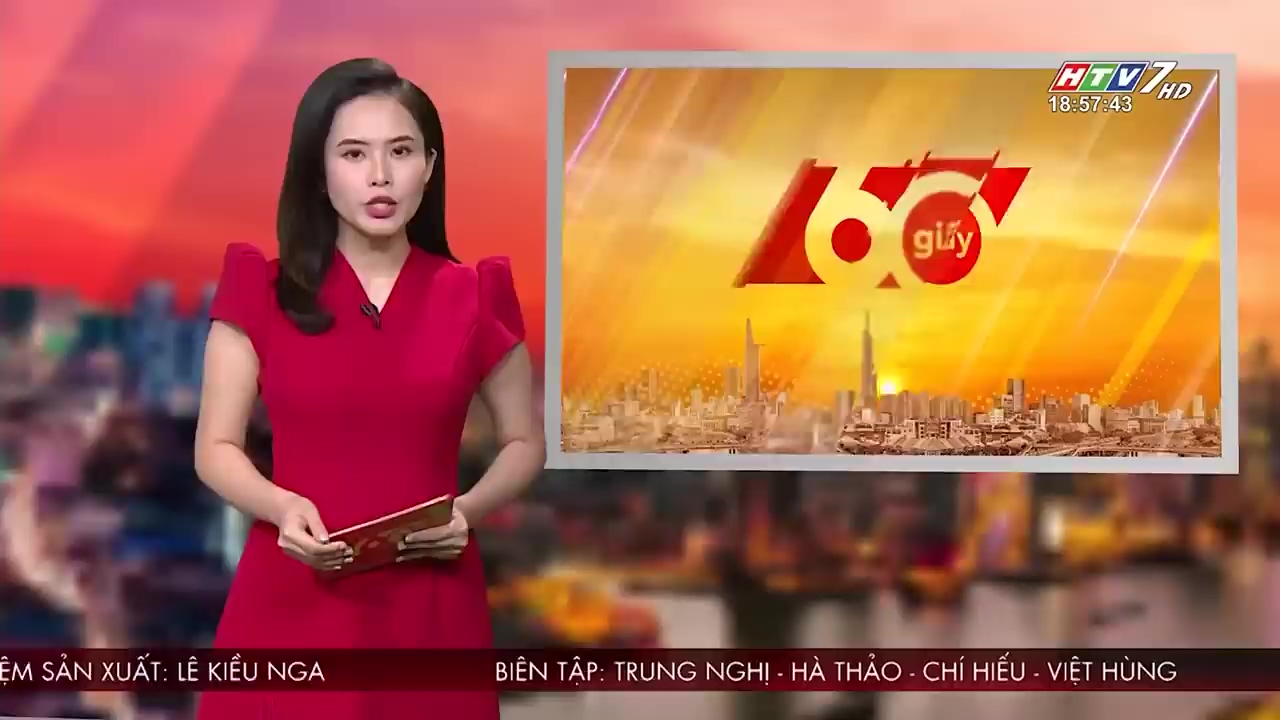 HTV7 HD
18:57:43
60
giây
60
ỆM SẢN XUẤT: LÊ KIỀU NGA
BIÊN TẬP: TRUNG NGHỊ - HÀ THẢO - CHÍ HIẾU - VIỆT HÙNG